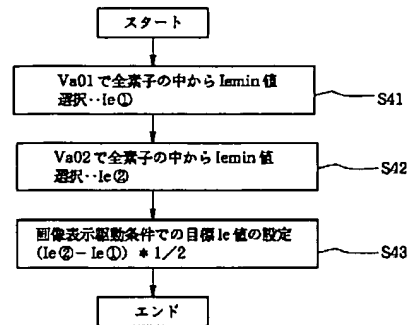 スタート
Va01で全素子の中からIemin値
選択‥Ie①
S41
Va02で全素子の中からIemin値
選択‥Ie②
S42
画像表示駆動条件での目標Ie値の設定
(Ie②－Ie①) * 1／2
S43
エンド